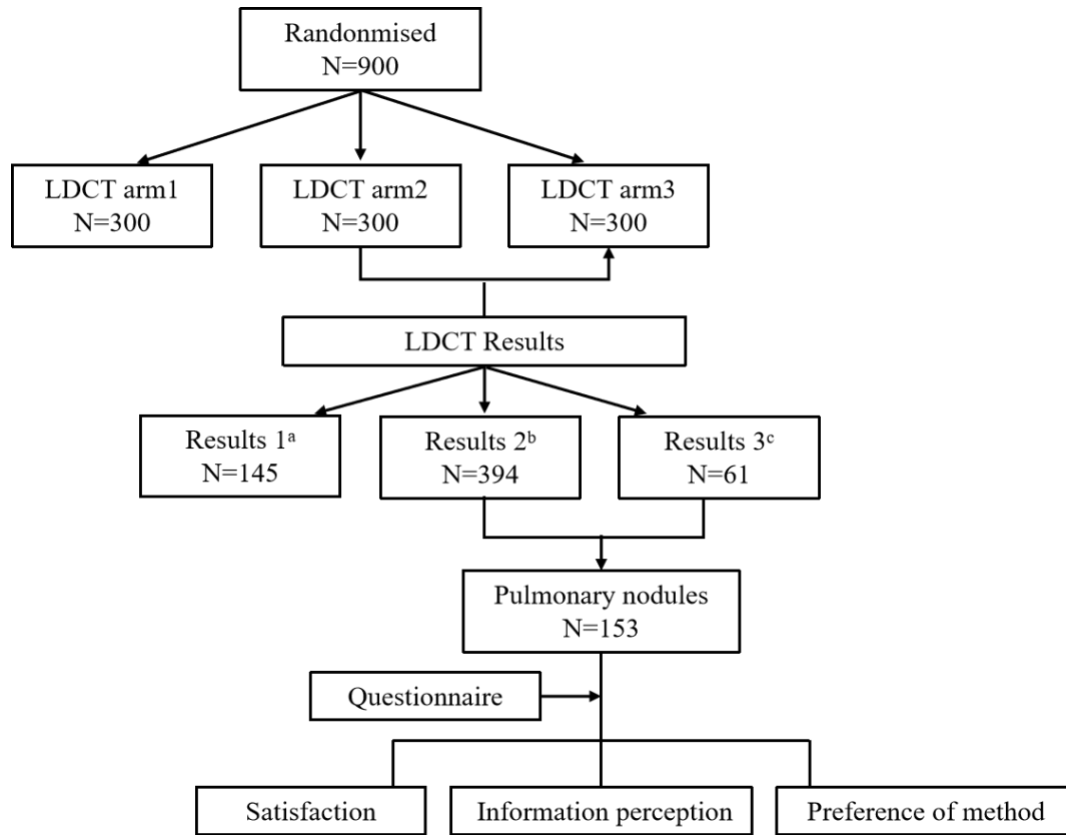 Randonmised
N=900
LDCT arm1
N=300
LDCT arm2
N=300
LDCT arm3
N=300
LDCT Results
Results 1ᵃ
N=145
Results 2ᵇ
N=394
Results 3ᶜ
N=61
Pulmonary nodules
N=153
Questionnaire
Satisfaction
Information perception
Preference of method